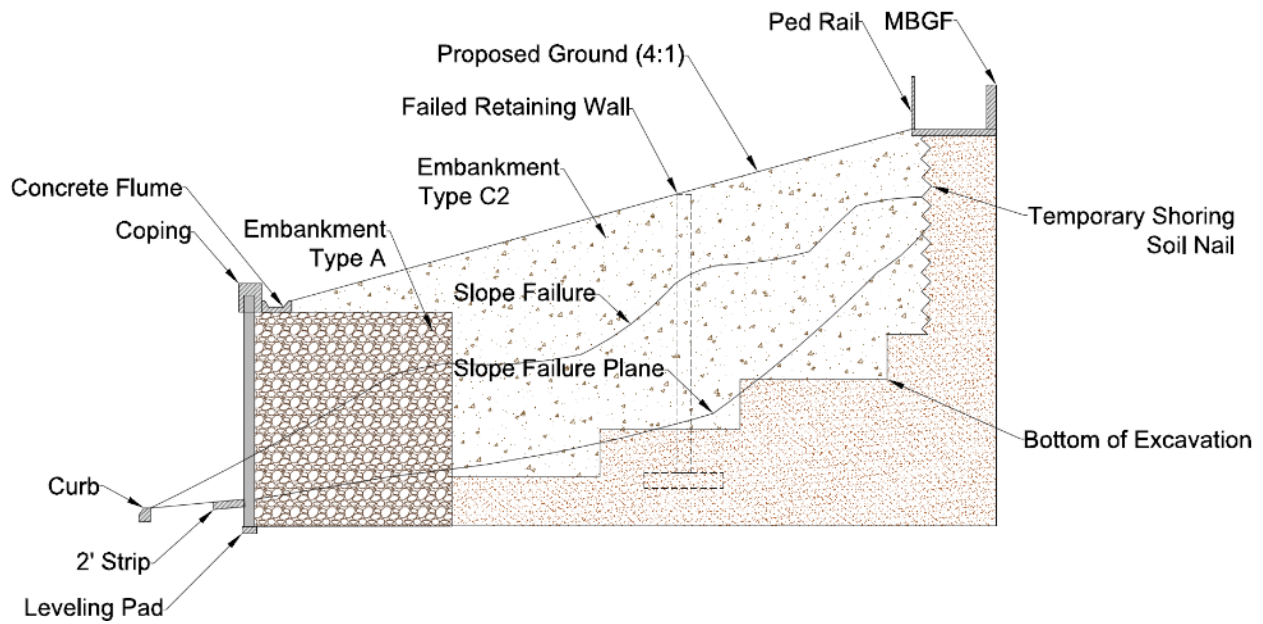 Ped Rail
MBGF
Proposed Ground (4:1)
Failed Retaining Wall
Embankment
Type C2
Concrete Flume
Coping
Embankment
Type A
Temporary Shoring
Soil Nail
Slope Failure
Slope Failure Plane
Bottom of Excavation
Curb
2' Strip
Leveling Pad